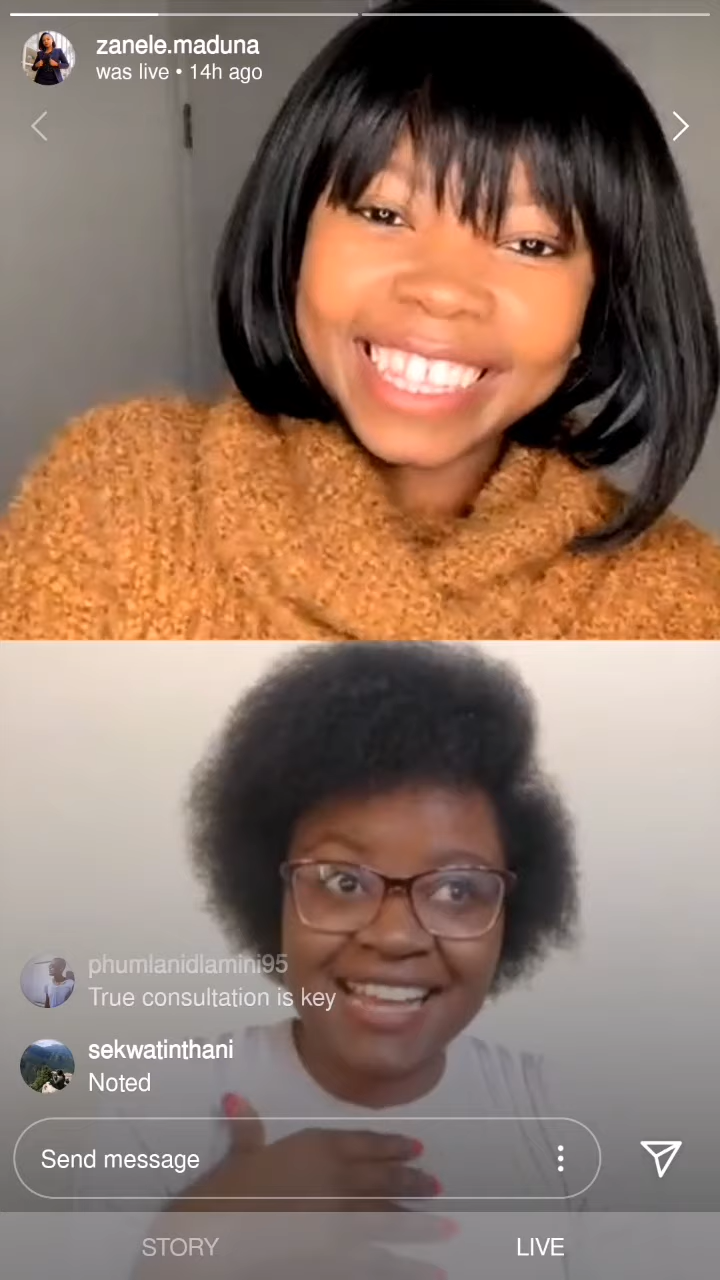 zanele.maduna
was live • 14h ago
phumlanidlamini95
True consultation is key
sekwatinthani
Noted
Send message
STORY
LIVE